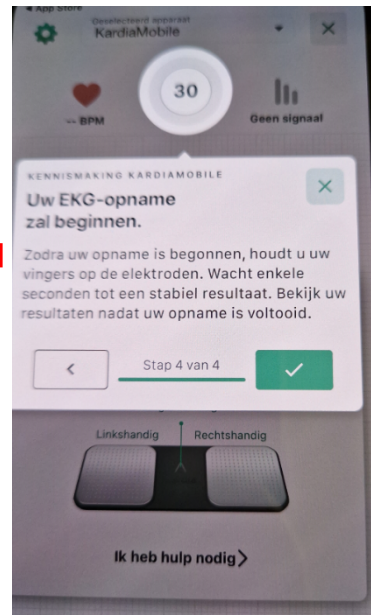 App Store
Geselecteerd apparaat
KardiaMobile
30
-- BPM
Geen signaal
KENNISMAKING KARDIAMOBILE
Uw EKG-opname
zal beginnen.
Zodra uw opname is begonnen, houdt u uw
vingers op de elektroden. Wacht enkele
seconden tot een stabiel resultaat. Bekijk uw
resultaten nadat uw opname is voltooid.
Stap 4 van 4
Linkshandig
Rechtshandig
Ik heb hulp nodig